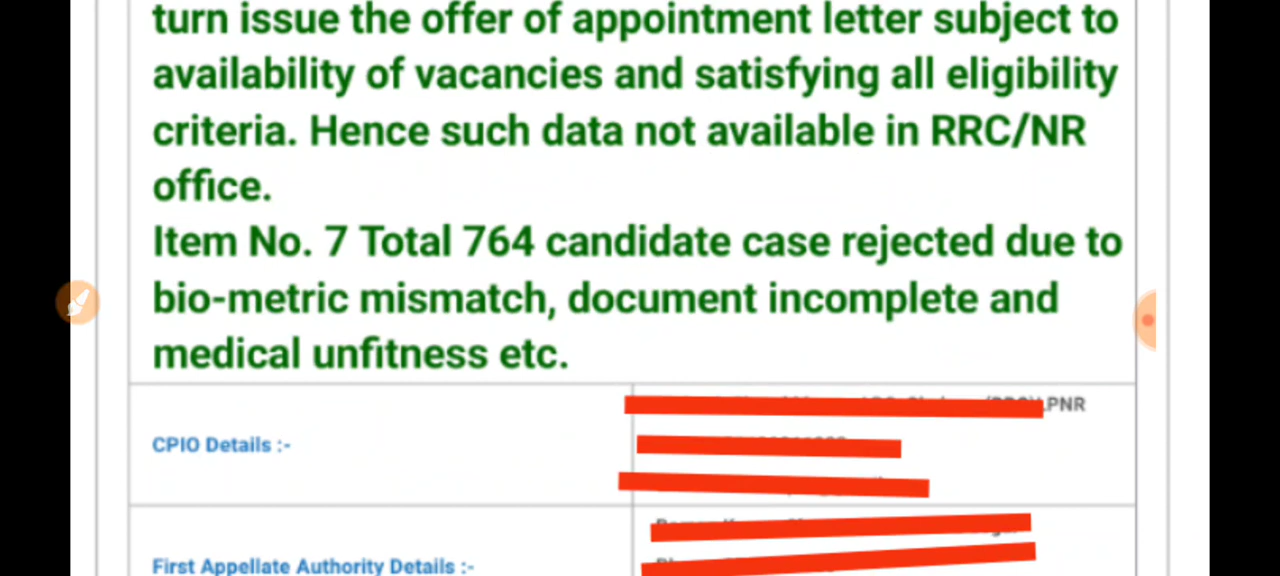 turn issue the offer of appointment letter subject to
availability of vacancies and satisfying all eligibility
criteria. Hence such data not available in RRC/NR
office.
Item No. 7 Total 764 candidate case rejected due to
bio-metric mismatch, document incomplete and
medical unfitness etc.
PNR
CPIO Details :-
First Appellate Authority Details :-